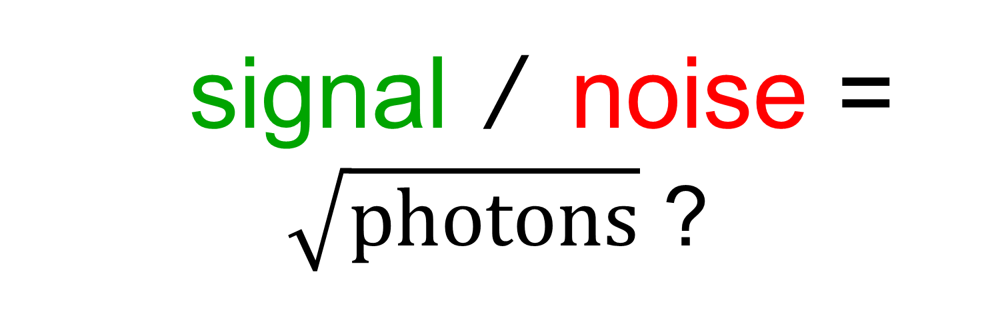 signal / noise =
√photons ?